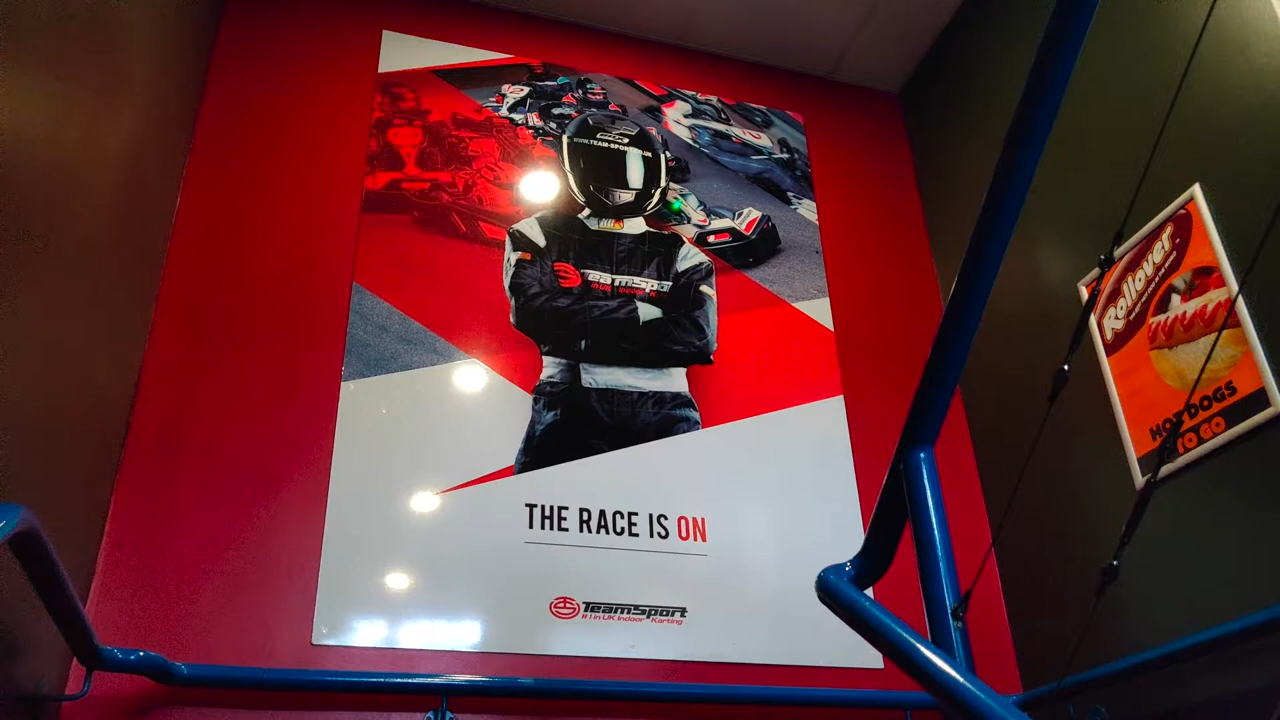 WWW.TEAM-SPORT.CO.UK
TeamSpor
THE RACE IS ON
TeamSport
#1 in UK Indoor Karting
Rollover
HOT DOGS
TO GO